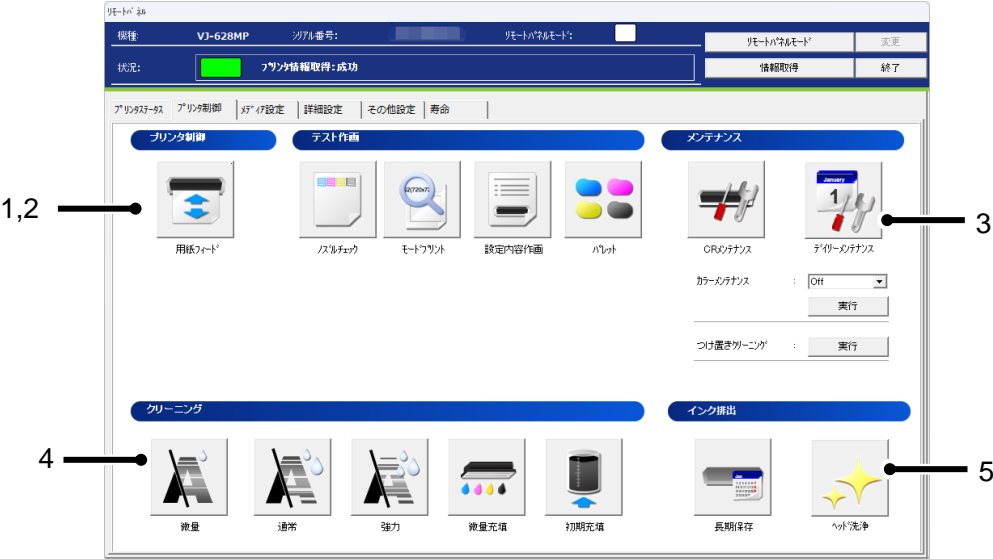 リモートパネル
機種: VJ-628MP シリアル番号: リモートパネルモード:
リモートパネルモード 変更
状況: プリンタ情報取得:成功
情報取得 終了
プリンタステータス プリンタ制御 メディア設定 詳細設定 その他設定 寿命
プリンタ制御 テスト作画 メンテナンス
January
1
1,2
3
用紙フィード ノズルチェック モードプリント 設定内容作画 パレット CRメンテナンス デイリーメンテナンス
カラーメンテナンス : Off
実行
つけ置きクリーニング : 実行
クリーニング インク排出
4
5
微量 通常 強力 微量充填 初期充填 長期保存 ヘッド洗浄